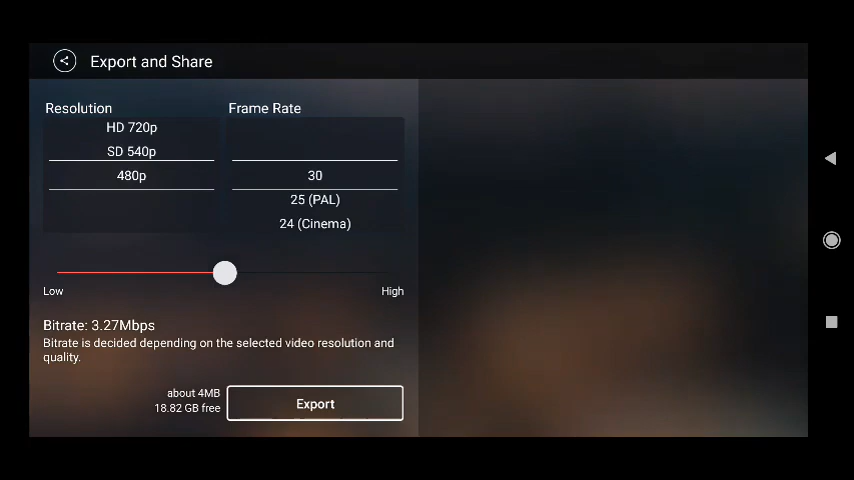 Export and Share
Resolution
Frame Rate
HD 720p
SD 540p
480p
30
25 (PAL)
24 (Cinema)
Low
High
Bitrate: 3.27Mbps
Bitrate is decided depending on the selected video resolution and
quality.
about 4MB
18.82 GB free
Export